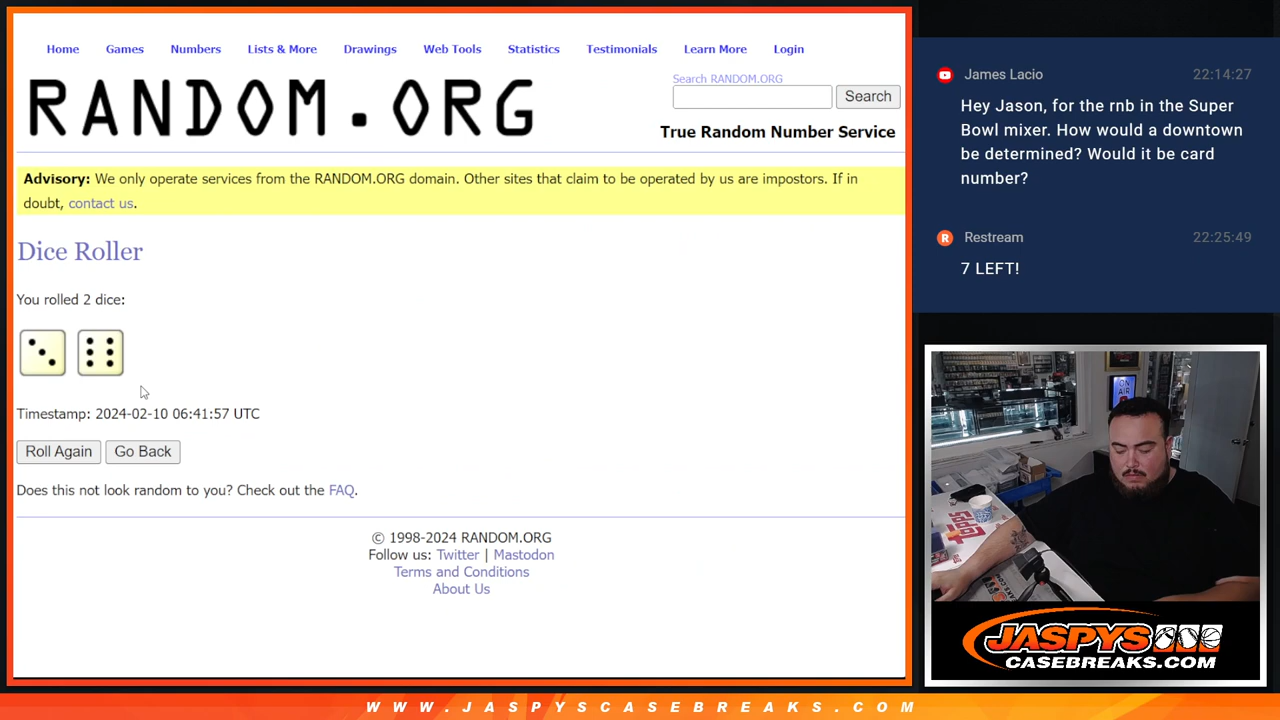 Home Games Numbers Lists & More Drawings Web Tools Statistics Testimonials Learn More Login
RANDOM.ORG
Search RANDOM.ORG
Search
True Random Number Service
Advisory: We only operate services from the RANDOM.ORG domain. Other sites that claim to be operated by us are impostors. If in
doubt, contact us.
Dice Roller
You rolled 2 dice:
Timestamp: 2024-02-10 06:41:57 UTC
Roll Again Go Back
Does this not look random to you? Check out the FAQ.
© 1998-2024 RANDOM.ORG
Follow us: Twitter | Mastodon
Terms and Conditions
About Us
James Lacio 22:14:27
Hey Jason, for the rnb in the Super
Bowl mixer. How would a downtown
be determined? Would it be card
number?
R Restream 22:25:49
7 LEFT!
ON
AIR
topps
JASPYS
CASEBREAKS.COM
WWW.JASPYSCASEBREAKS.COM